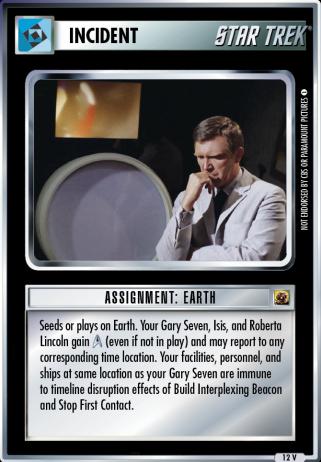 INCIDENT
STAR TREK
NOT ENDORSED BY CBS OR PARAMOUNT PICTURES
ASSIGNMENT: EARTH
Seeds or plays on Earth. Your Gary Seven, Isis, and Roberta
Lincoln gain (even if not in play) and may report to any
corresponding time location. Your facilities, personnel, and
ships at same location as your Gary Seven are immune
to timeline disruption effects of Build Interplexing Beacon
and Stop First Contact.
12 V